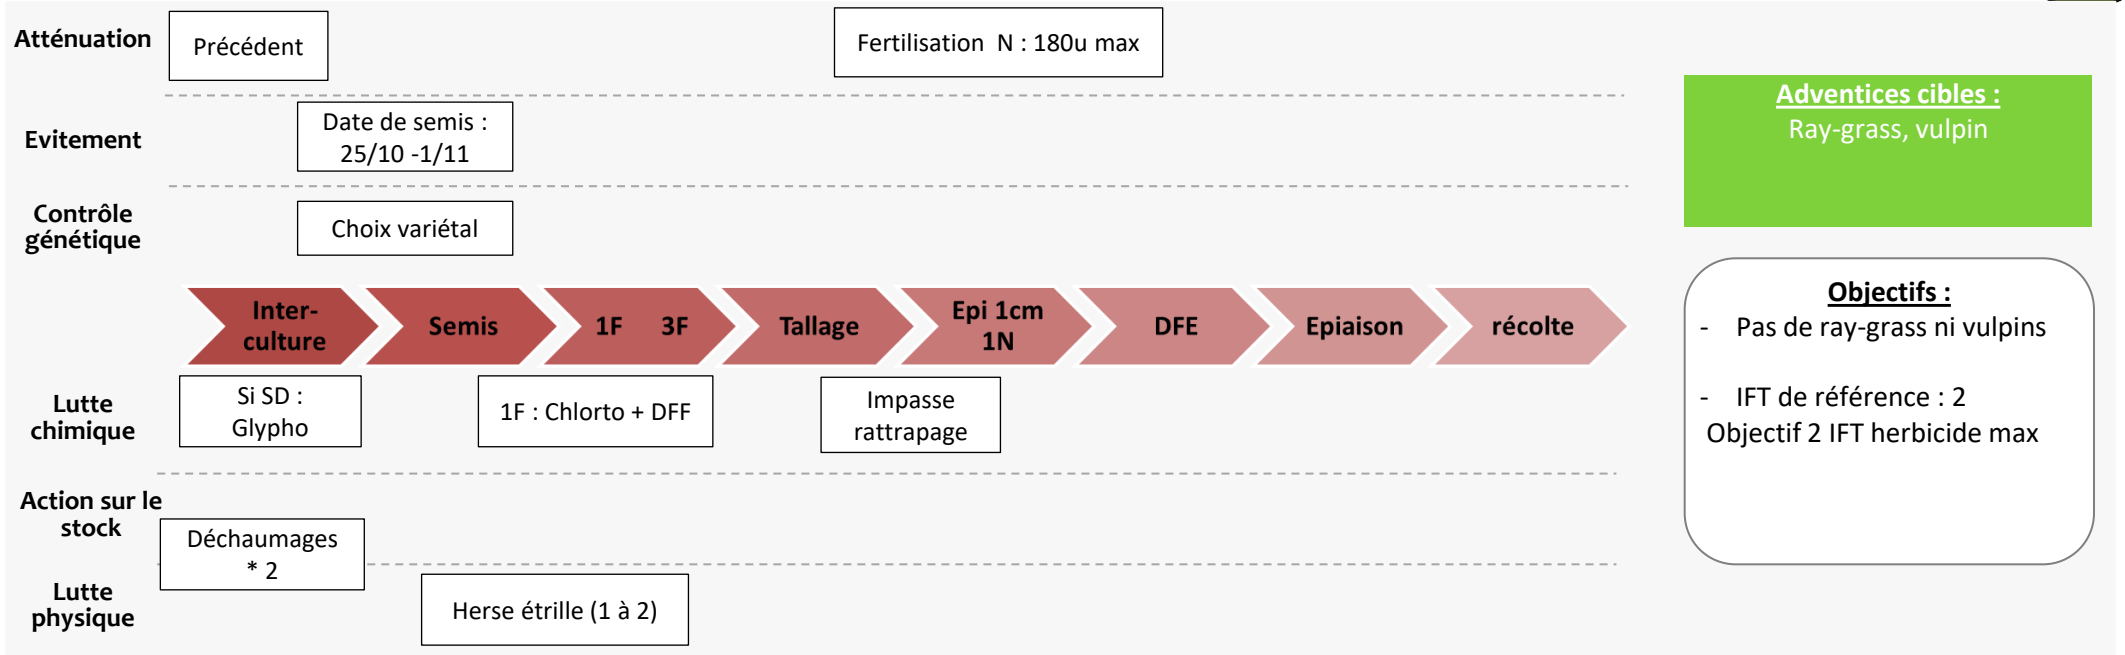 Atténuation
Précédent
Fertilisation N : 180u max
Evitement
Date de semis :
25/10 -1/11
Contrôle
génétique
Choix variétal
Inter-
culture
Semis
1F 3F
Tallage
Epi 1cm
1N
DFE
Epiaison
récolte
Lutte
chimique
Si SD :
Glypho
1F : Chlorto + DFF
Impasse
rattrapage
Action sur le
stock
Déchaumages
* 2
Lutte
physique
Herse étrille (1 à 2)
Adventices cibles :
Ray-grass, vulpin
Objectifs :
- Pas de ray-grass ni vulpins
- IFT de référence : 2
Objectif 2 IFT herbicide max